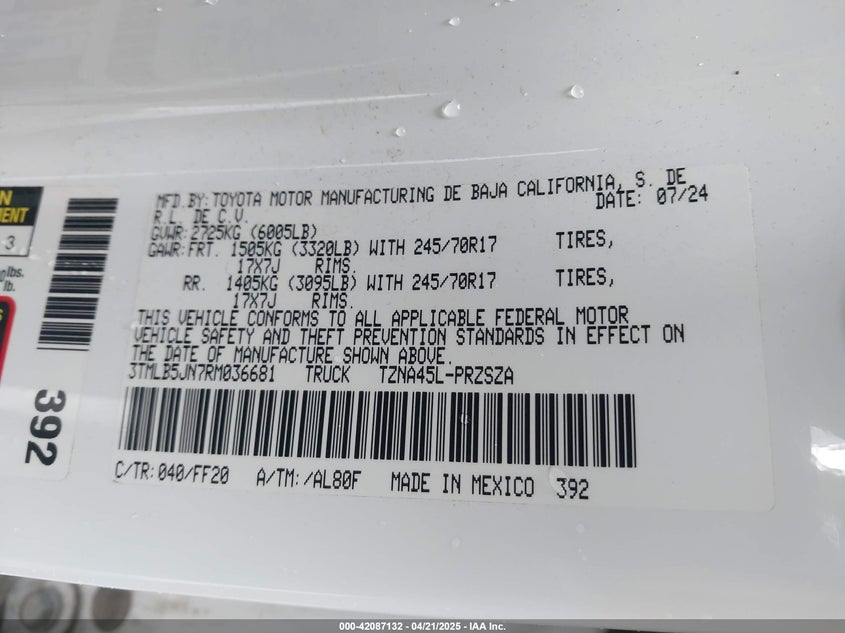 MFD.BY: TOYOTA MOTOR MANUFACTURING DE BAJA CALIFORNIA, S. DE
R.L. DE C.V.
DATE: 07/24
GVWR: 2725KG (6005LB)
GAWR: FRT. 1505KG (3320LB) WITH 245/70R17 TIRES,
17X7J RIMS.
RR. 1405KG (3095LB) WITH 245/70R17 TIRES,
17X7J RIMS.
THIS VEHICLE CONFORMS TO ALL APPLICABLE FEDERAL MOTOR
VEHICLE SAFETY AND THEFT PREVENTION STANDARDS IN EFFECT ON
THE DATE OF MANUFACTURE SHOWN ABOVE.
3TMLB5JN7RM036681 TRUCK TZNA45L-PRZSZA
C/TR: 040/FF20 A/TM: /AL80F MADE IN MEXICO 392
3
lbs.
lb.
392
000-42087132 - 04/21/2025 - IAA Inc.